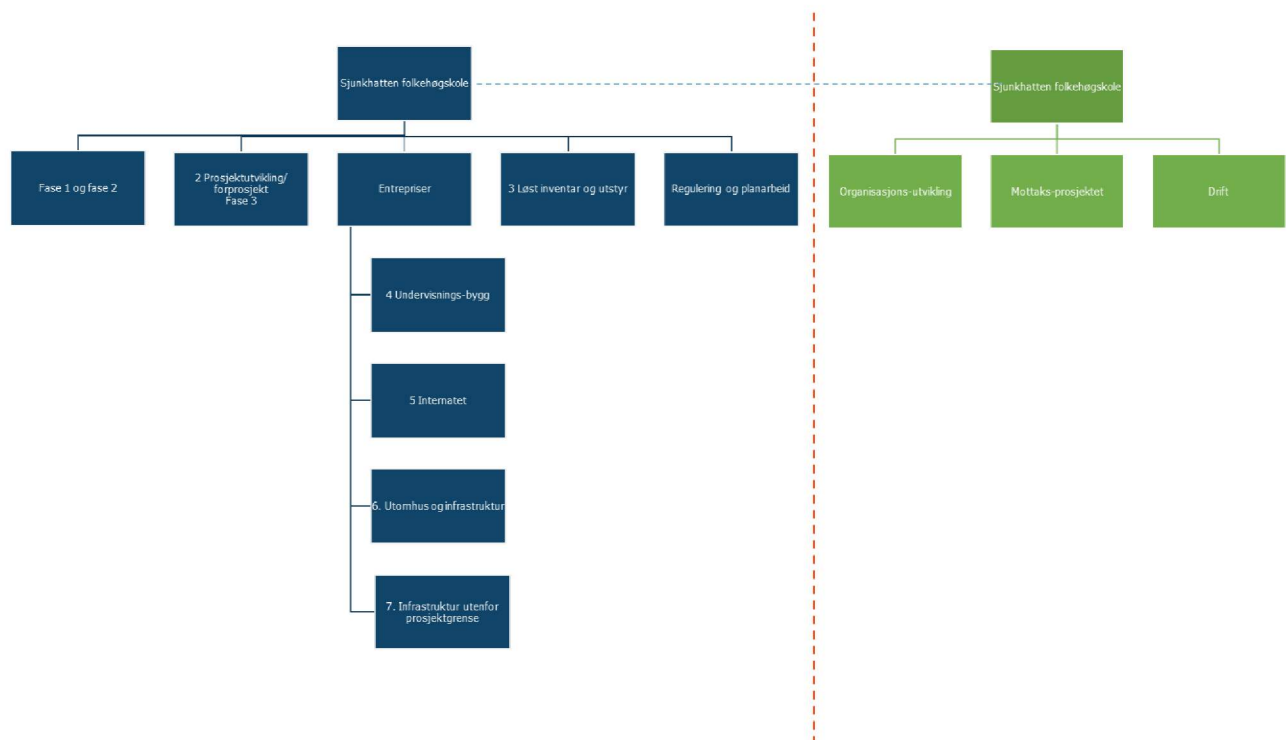 Sjunkhatten folkehøgskole
Sjunkhatten folkehøgskole
Fase 1 og fase 2
2 Prosjektutvikling/
forprosjekt
Fase 3
Entrepriser
3 Løst inventar og utstyr
Regulering og planarbeid
Organisasjons-utvikling
Mottaks-prosjektet
Drift
4 Undervisnings-bygg
5 Internatet
6. Utomhus og infrastruktur
7. Infrastruktur utenfor
prosjektgrense